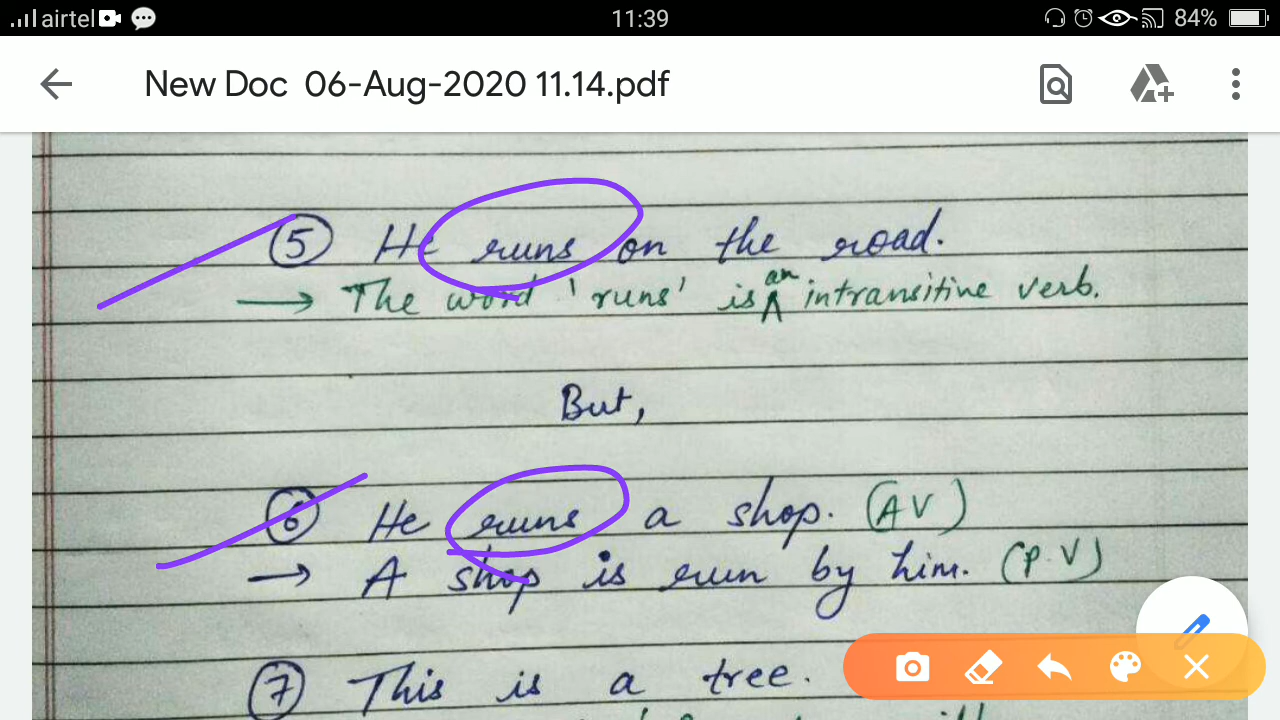 airtel 11:39 84%
New Doc 06-Aug-2020 11.14.pdf
⑤ He runs on the road.
→ The word 'runs' is an intransitive verb.
But,
⑥ He runs a shop. (AV)
→ A shop is run by him. (P.V)
⑦ This is a tree.